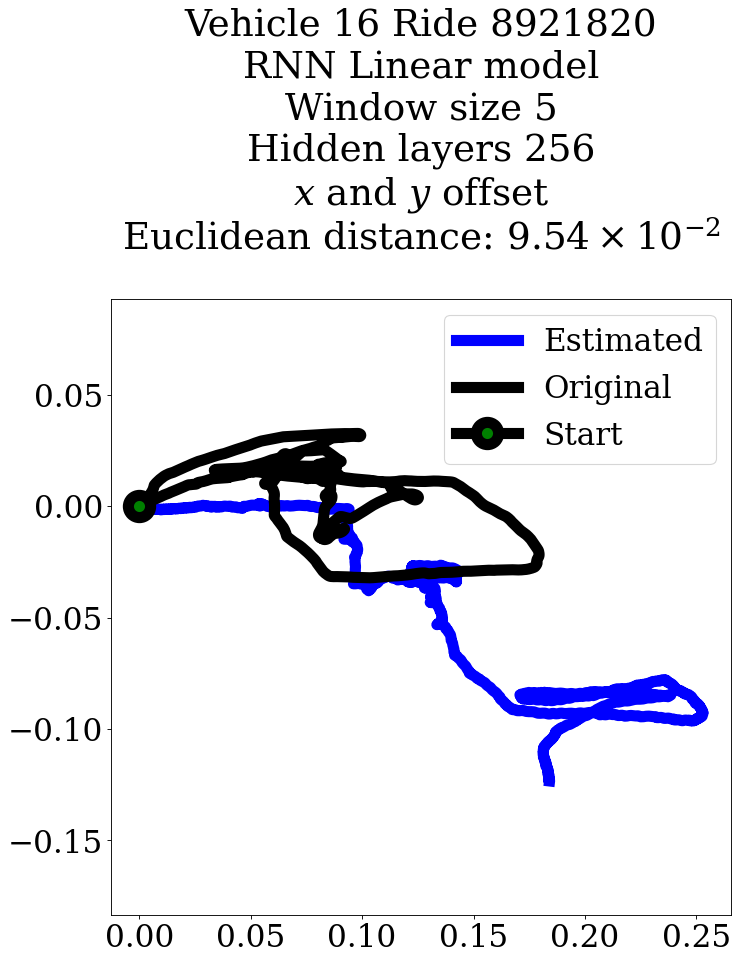 Vehicle 16 Ride 8921820
RNN Linear model
Window size 5
Hidden layers 256
x and y offset
Euclidean distance: 9.54 × 10⁻²
Estimated
Original
Start
0.05
0.00
−0.05
−0.10
−0.15
0.00 0.05 0.10 0.15 0.20 0.25